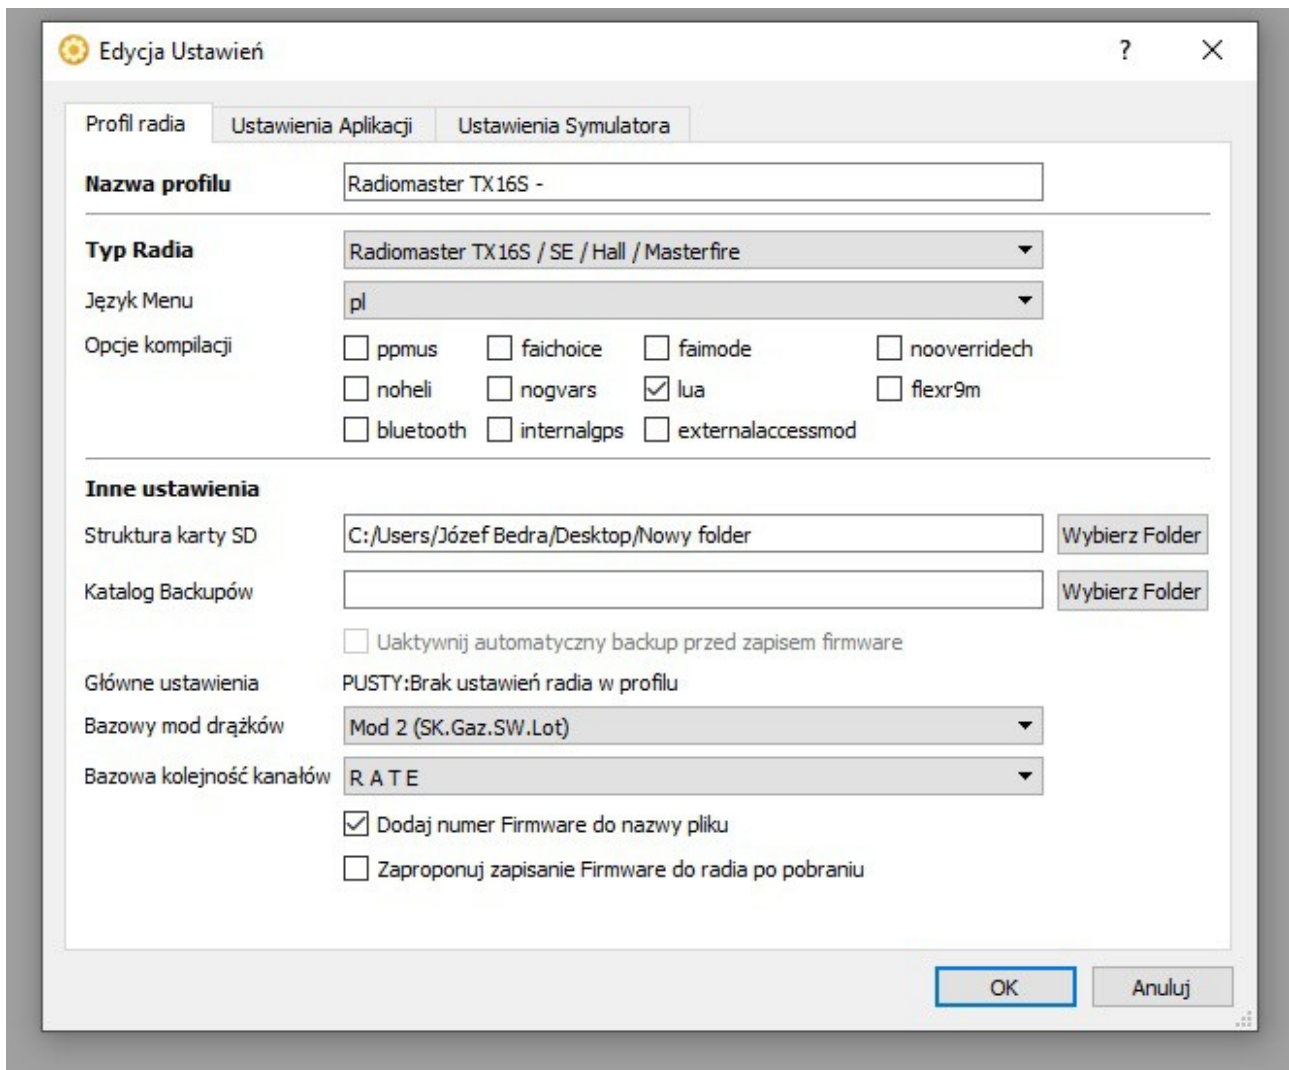 Edycja Ustawień
?
Profil radia Ustawienia Aplikacji Ustawienia Symulatora
Nazwa profilu Radiomaster TX16S -
Typ Radia Radiomaster TX16S / SE / Hall / Masterfire
Język Menu pl
Opcje kompilacji ppmus faichoice faimode nooverridech
noheli nogvars lua flexr9m
bluetooth internalgps externalaccessmod
Inne ustawienia
Struktura karty SD C:/Users/Józef Bedra/Desktop/Nowy folder Wybierz Folder
Katalog Backupów Wybierz Folder
Uaktywnij automatyczny backup przed zapisem firmware
Główne ustawienia PUSTY:Brak ustawień radia w profilu
Bazowy mod drążków Mod 2 (SK.Gaz.SW.Lot)
Bazowa kolejność kanałów R A T E
Dodaj numer Firmware do nazwy pliku
Zaproponuj zapisanie Firmware do radia po pobraniu
OK Anuluj